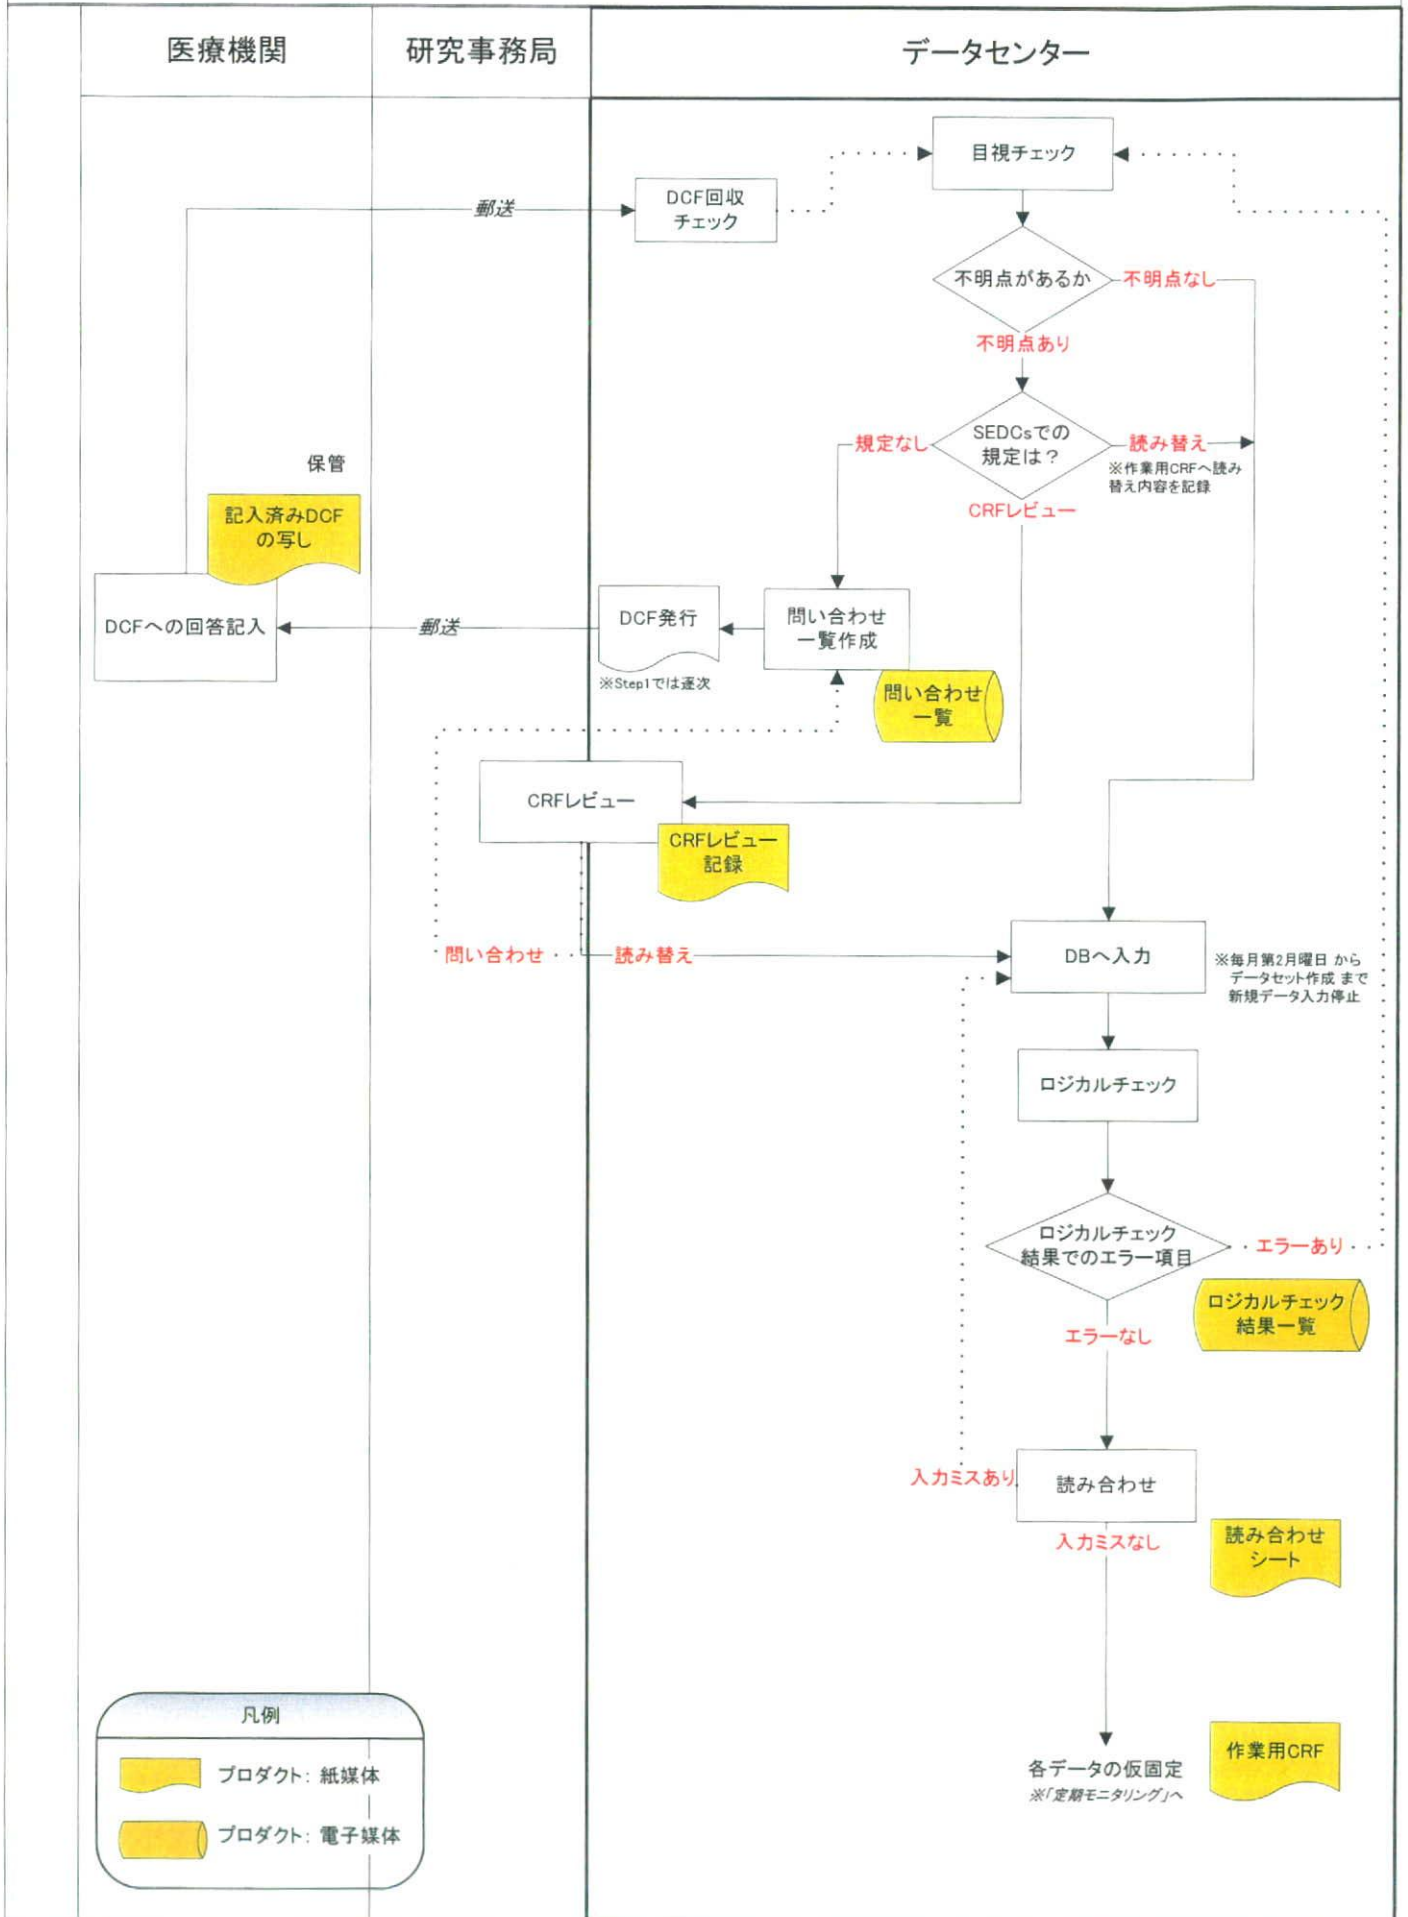 医療機関
研究事務局
データセンター
目視チェック
DCF回収
チェック
郵送
不明点があるか
不明点なし
不明点あり
SEDCsでの
規定は？
規定なし
読み替え
※作業用CRFへ読み
替え内容を記録
CRFレビュー
保管
記入済みDCF
の写し
DCFへの回答記入
郵送
DCF発行
※Step1では逐次
問い合わせ
一覧作成
問い合わせ
一覧
CRFレビュー
CRFレビュー
記録
問い合わせ
読み替え
DBへ入力
※毎月第2月曜日 から
データセット作成 まで
新規データ入力停止
ロジカルチェック
ロジカルチェック
結果でのエラー項目
エラーあり
ロジカルチェック
結果一覧
エラーなし
入力ミスあり
読み合わせ
入力ミスなし
読み合わせ
シート
各データの仮固定
※「定期モニタリング」へ
作業用CRF
凡例
プロダクト： 紙媒体
プロダクト： 電子媒体